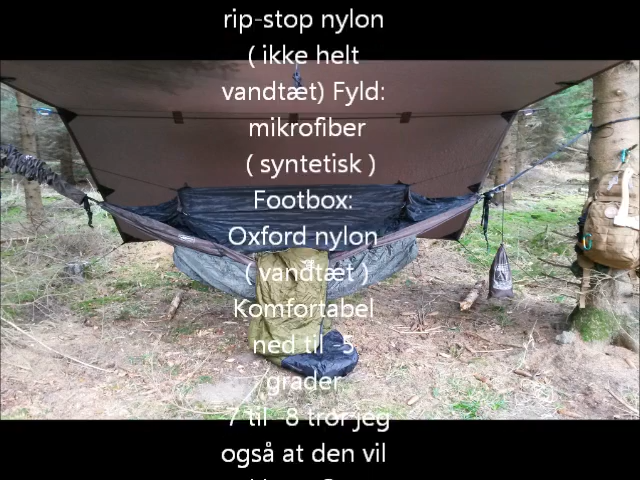 rip-stop nylon
( ikke helt
vandtæt) Fyld:
mikrofiber
( syntetisk )
Footbox:
Oxford nylon
( vandtæt )
Komfortabel
ned til -5
grader
7 til -8 tror jeg
også at den vil